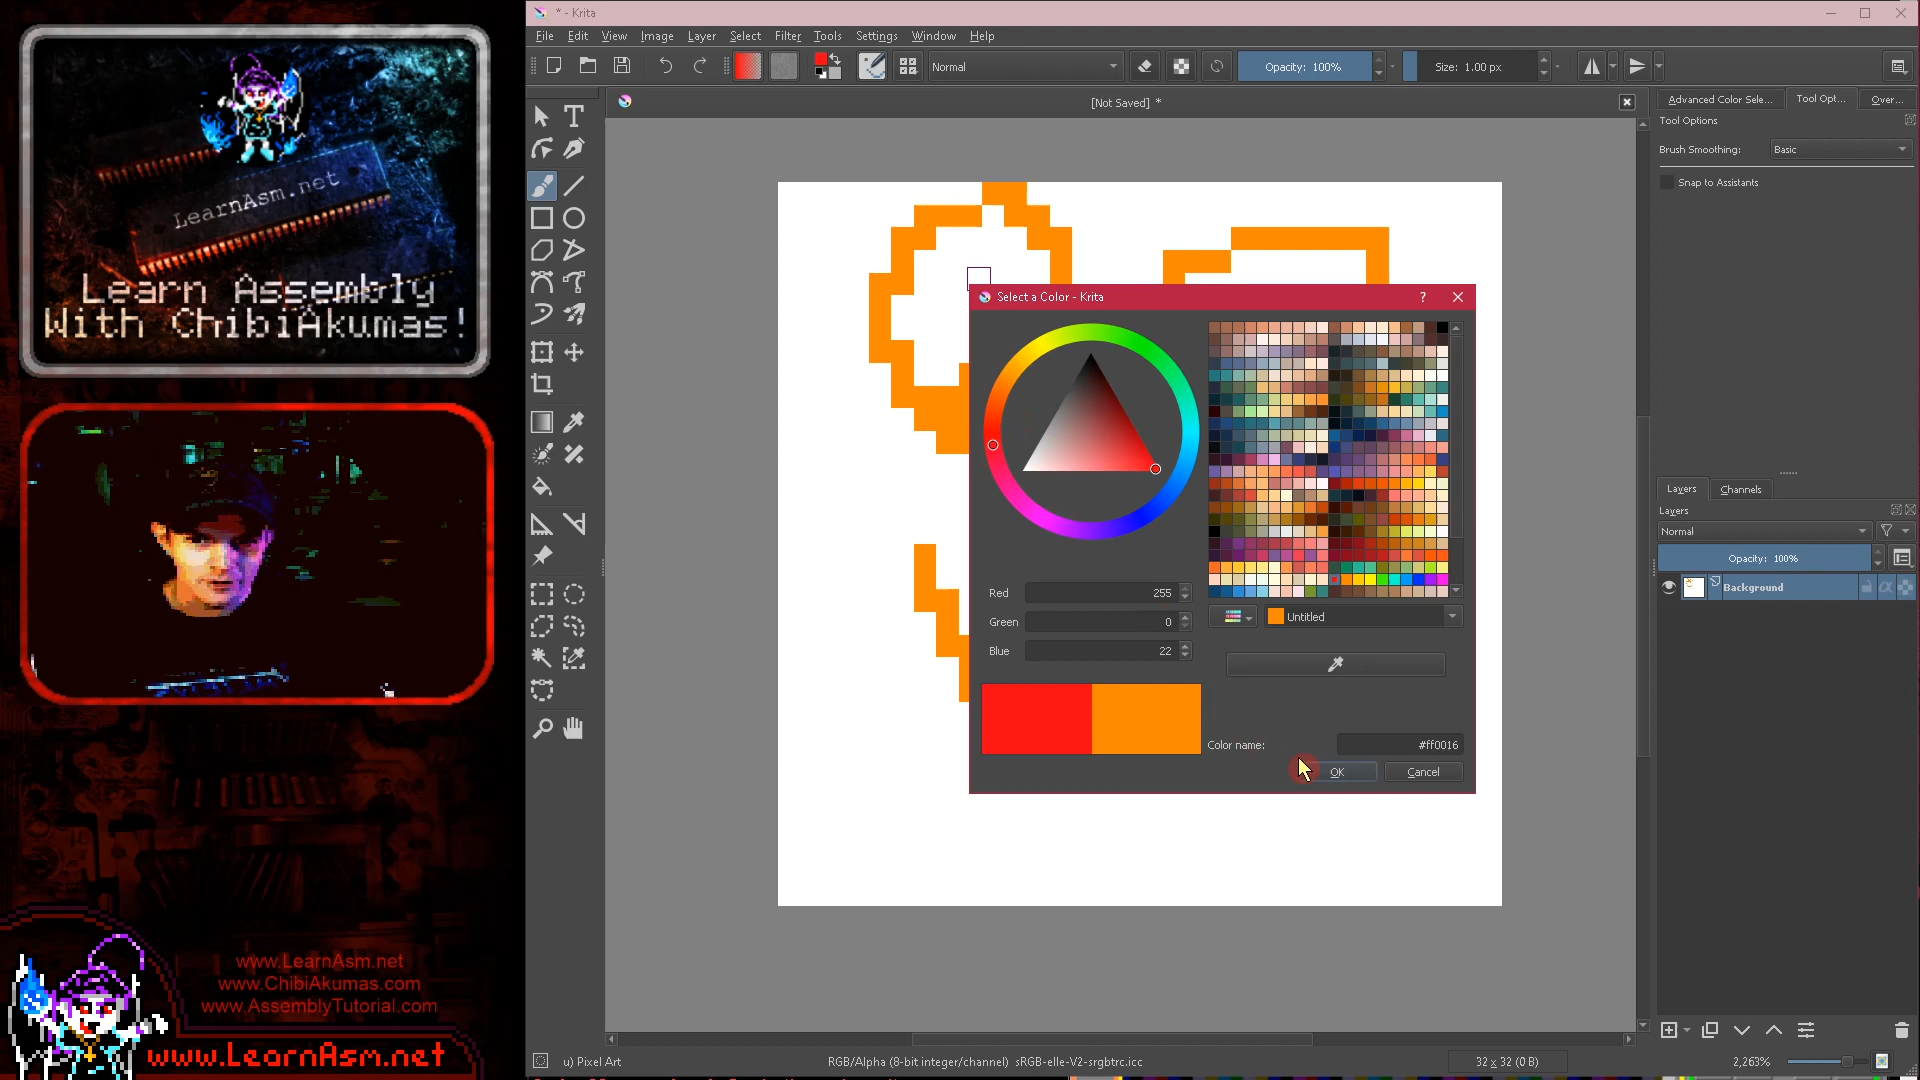 LearnAsm.net
Learn Assembly
With ChibiAkumas!
www.LearnAsm.net
www.ChibiAkumas.com
www.AssemblyTutorial.com
www.LearnAsm.net
* - Krita
File Edit View Image Layer Select Filter Tools Settings Window Help
Normal
Opacity: 100%
Size: 1.00 px
[Not Saved] *
Advanced Color Sele...
Tool Opt...
Over...
Tool Options
Brush Smoothing:
Basic
Snap to Assistants
Select a Color - Krita
?
Red
255
Green
0
Blue
22
Untitled
Color name:
#ff0016
OK
Cancel
Layers
Channels
Layers
Normal
Opacity: 100%
Background
u) Pixel Art
RGB/Alpha (8-bit integer/channel) sRGB-elle-V2-srgbtrc.icc
32 x 32 (0 B)
2,263%